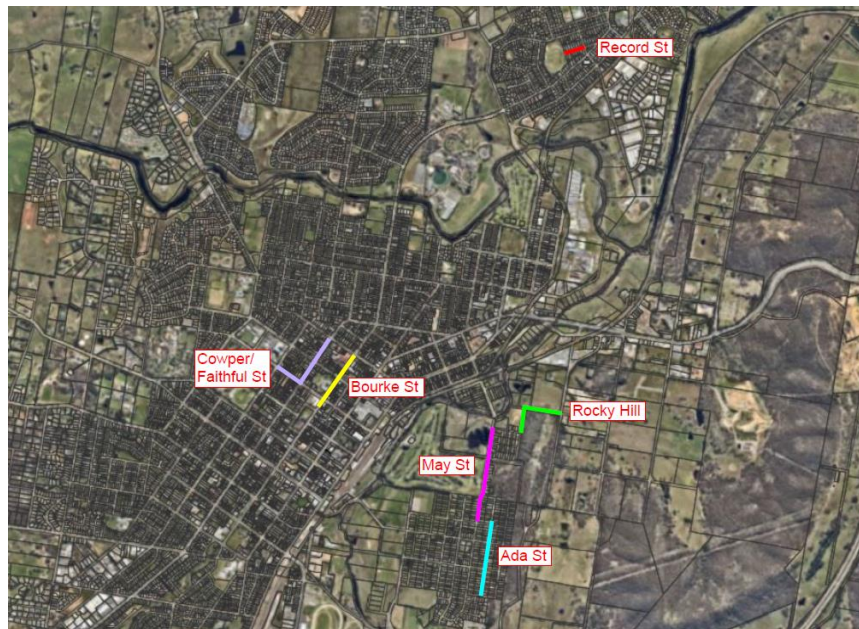 Record St
Cowper/
Faithful St
Bourke St
Rocky Hill
May St
Ada St